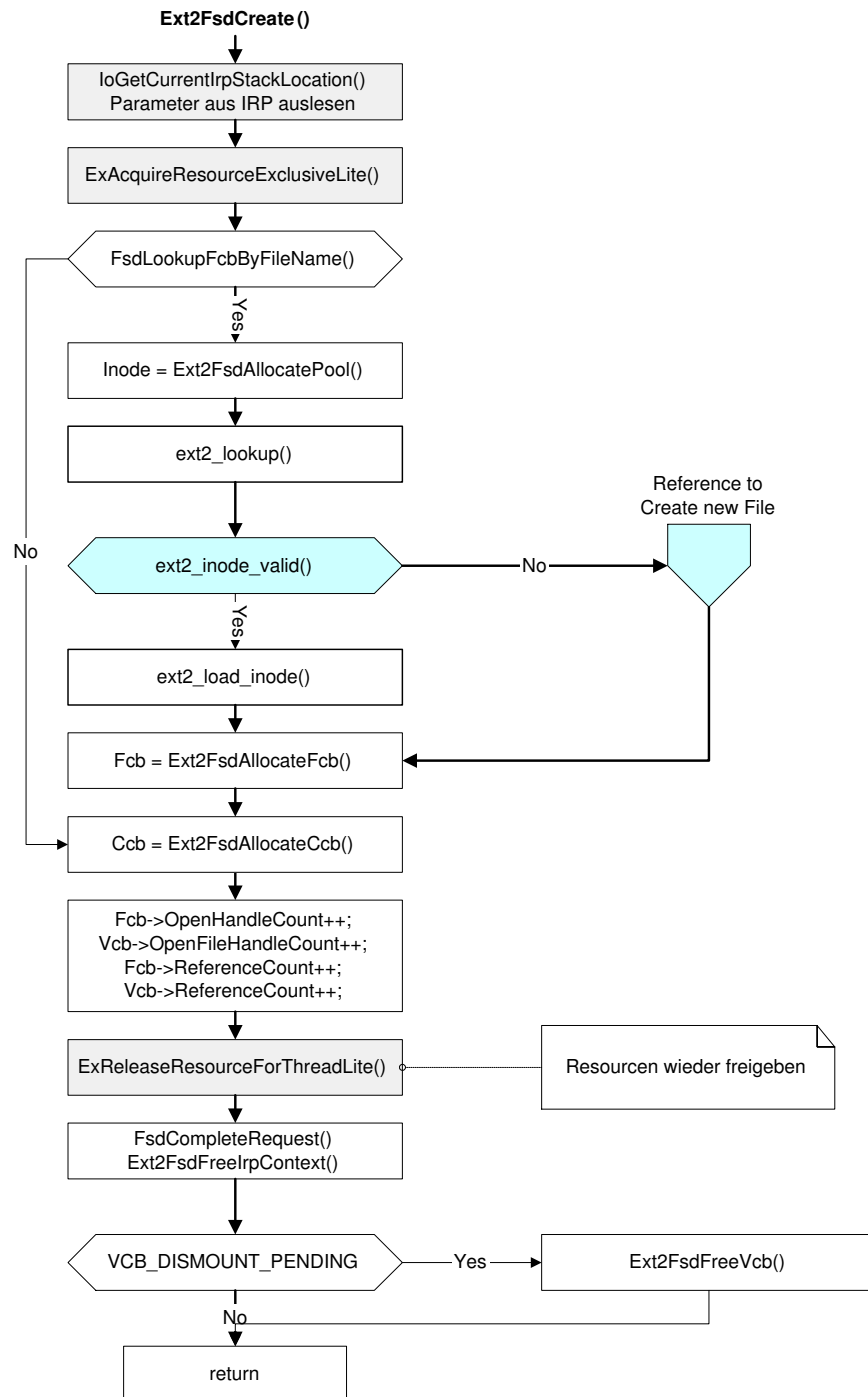 Ext2FsdCreate()
IoGetCurrentIrpStackLocation()
Parameter aus IRP auslesen
ExAcquireResourceExclusiveLite()
FsdLookupFcbByFileName()
Yes
Inode = Ext2FsdAllocatePool()
ext2_lookup()
Reference to
Create new File
No
ext2_inode_valid()
No
Yes
ext2_load_inode()
Fcb = Ext2FsdAllocateFcb()
Ccb = Ext2FsdAllocateCcb()
Fcb->OpenHandleCount++;
Vcb->OpenFileHandleCount++;
Fcb->ReferenceCount++;
Vcb->ReferenceCount++;
ExReleaseResourceForThreadLite()
Resourcen wieder freigeben
FsdCompleteRequest()
Ext2FsdFreeIrpContext()
VCB_DISMOUNT_PENDING
Yes
Ext2FsdFreeVcb()
No
return